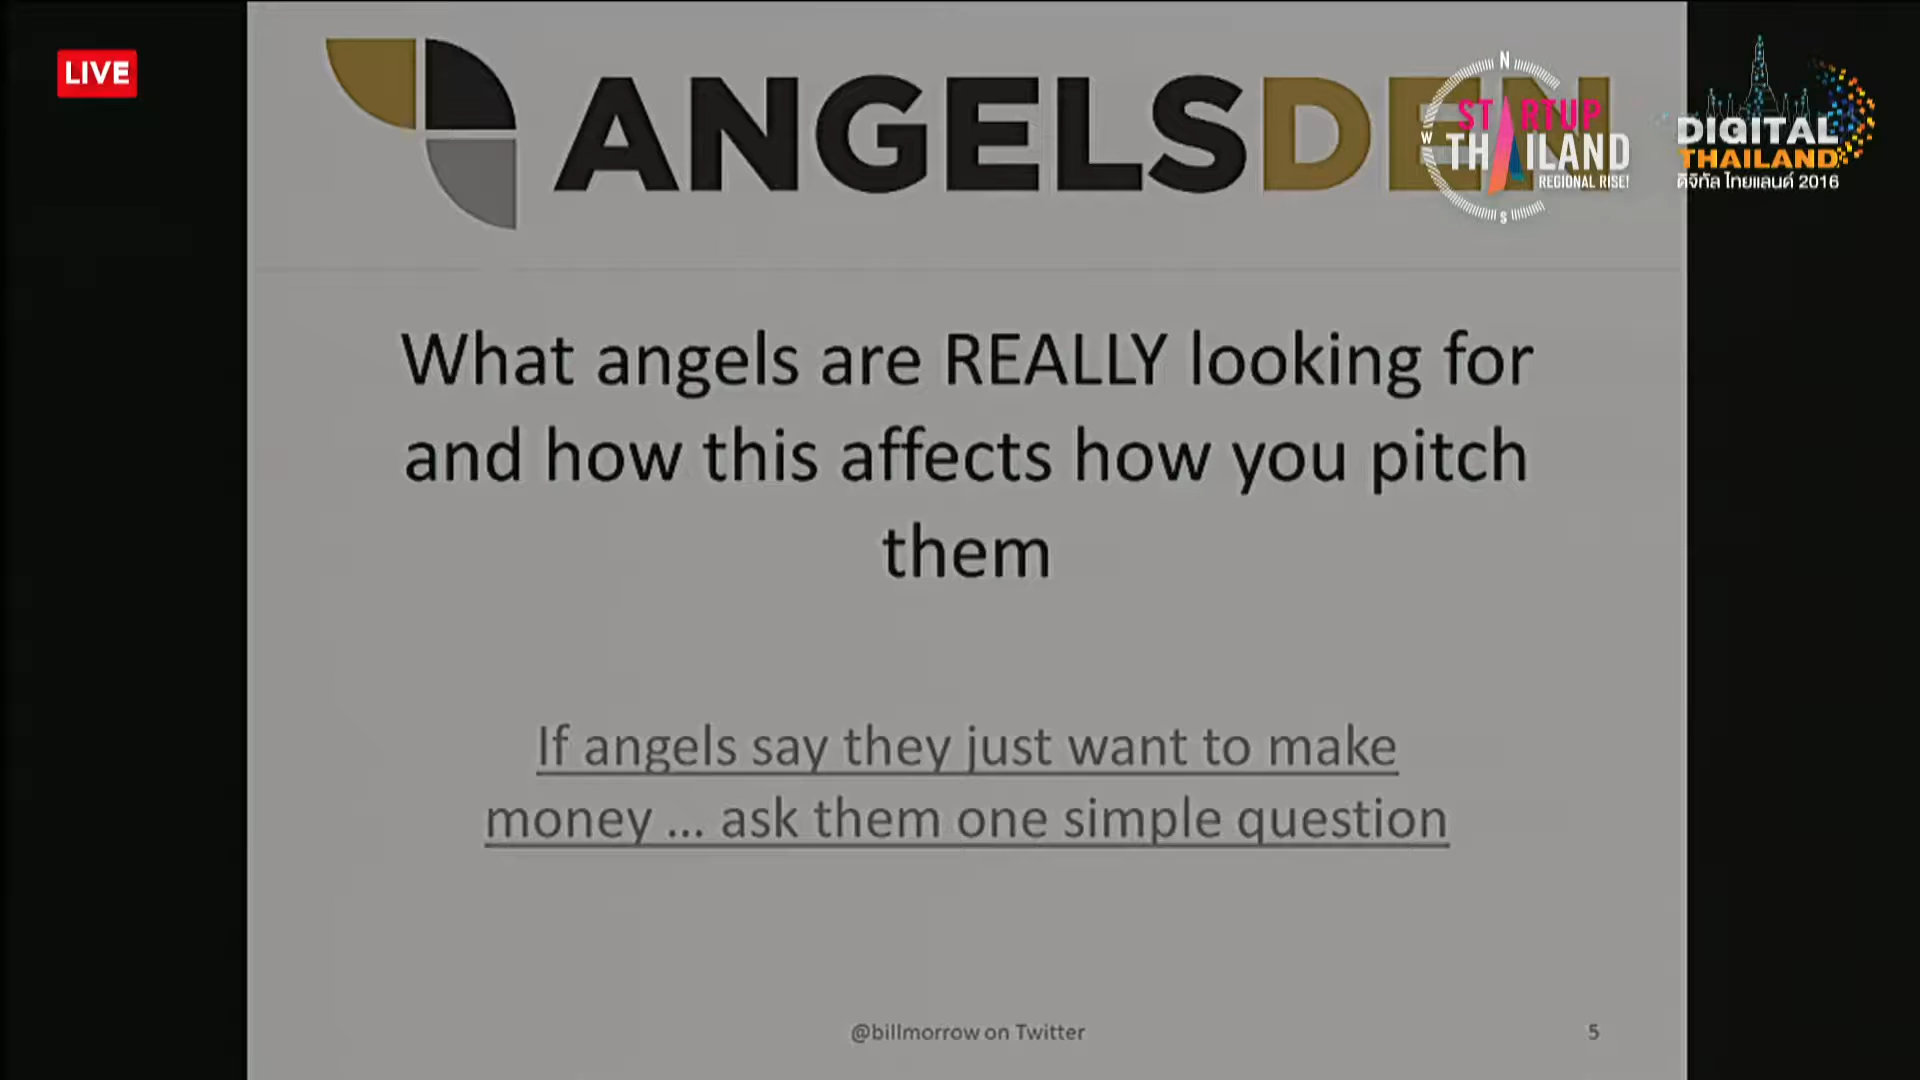 LIVE
ANGELSDEN
N
STARTUP
W
THAILAND
REGIONAL RISE!
S
DIGITAL
THAILAND
ดิจิทัล ไทยแลนด์ 2016
What angels are REALLY looking for
and how this affects how you pitch
them
If angels say they just want to make
money ... ask them one simple question
@billmorrow on Twitter
5